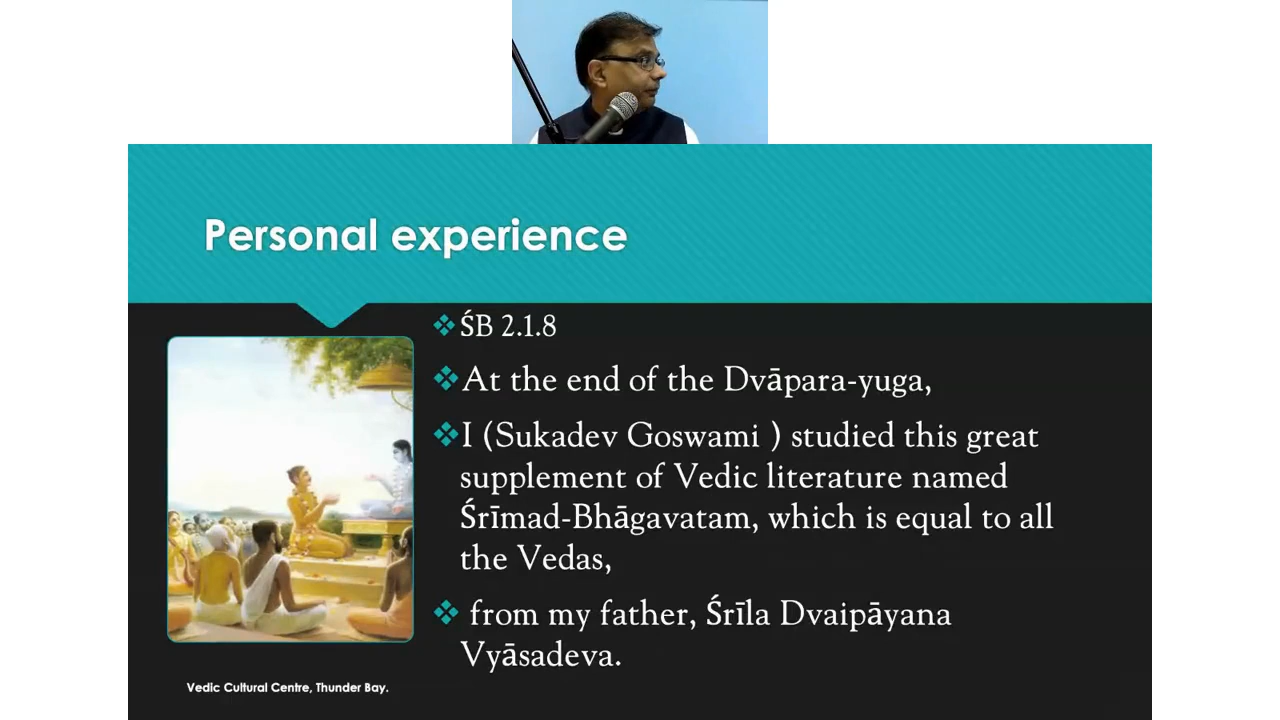 Personal experience
ŚB 2.1.8
At the end of the Dvāpara-yuga,
I (Sukadev Goswami ) studied this great
supplement of Vedic literature named
Śrīmad-Bhāgavatam, which is equal to all
the Vedas,
from my father, Śrīla Dvaipāyana
Vyāsadeva.
Vedic Cultural Centre, Thunder Bay.